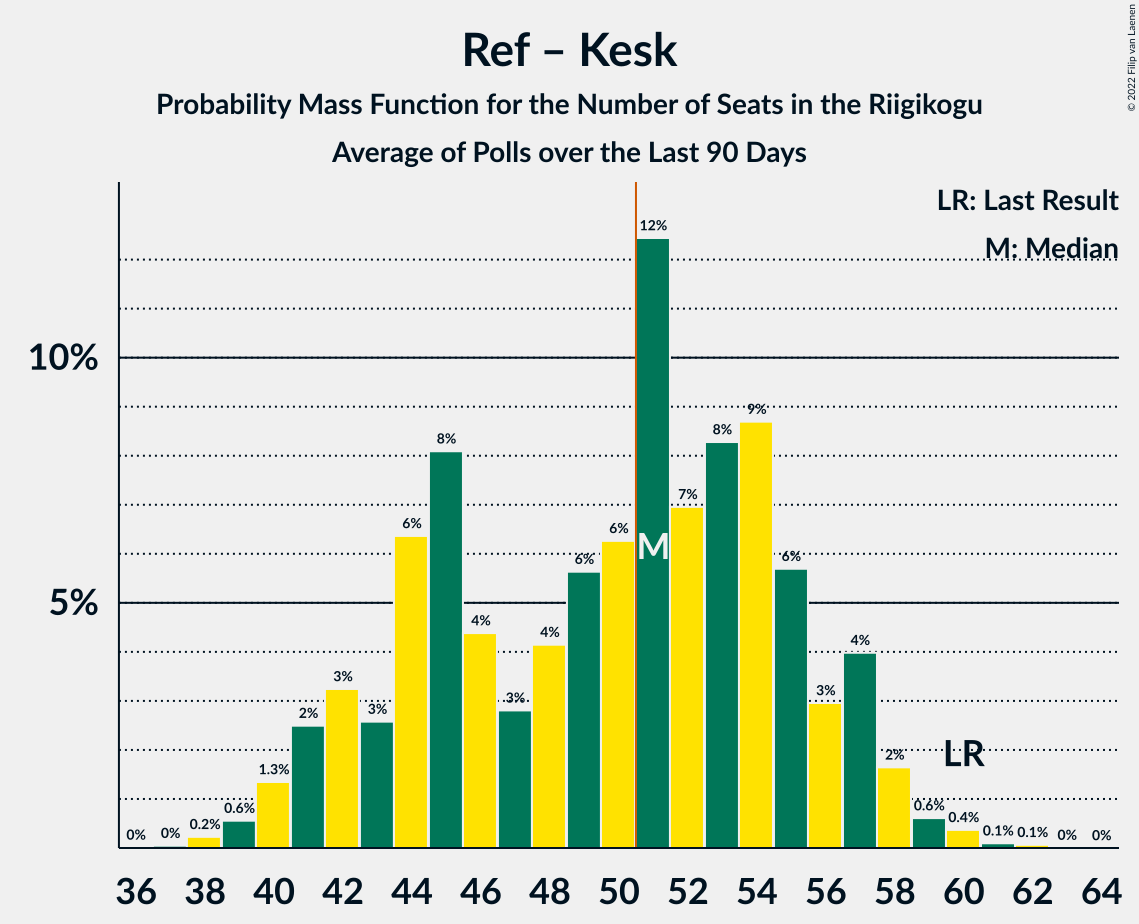 Ref – Kesk
Probability Mass Function for the Number of Seats in the Riigikogu
Average of Polls over the Last 90 Days
© 2022 Filip van Laenen
LR: Last Result
M: Median
10%
5%
0% 0% 0.2% 0.6% 1.3% 2% 3% 3% 6% 8% 4% 3% 4% 6% 6% 12% 7% 8% 9% 6% 3% 4% 2% 0.6% 0.4% 0.1% 0.1% 0% 0%
M
LR
36 38 40 42 44 46 48 50 52 54 56 58 60 62 64